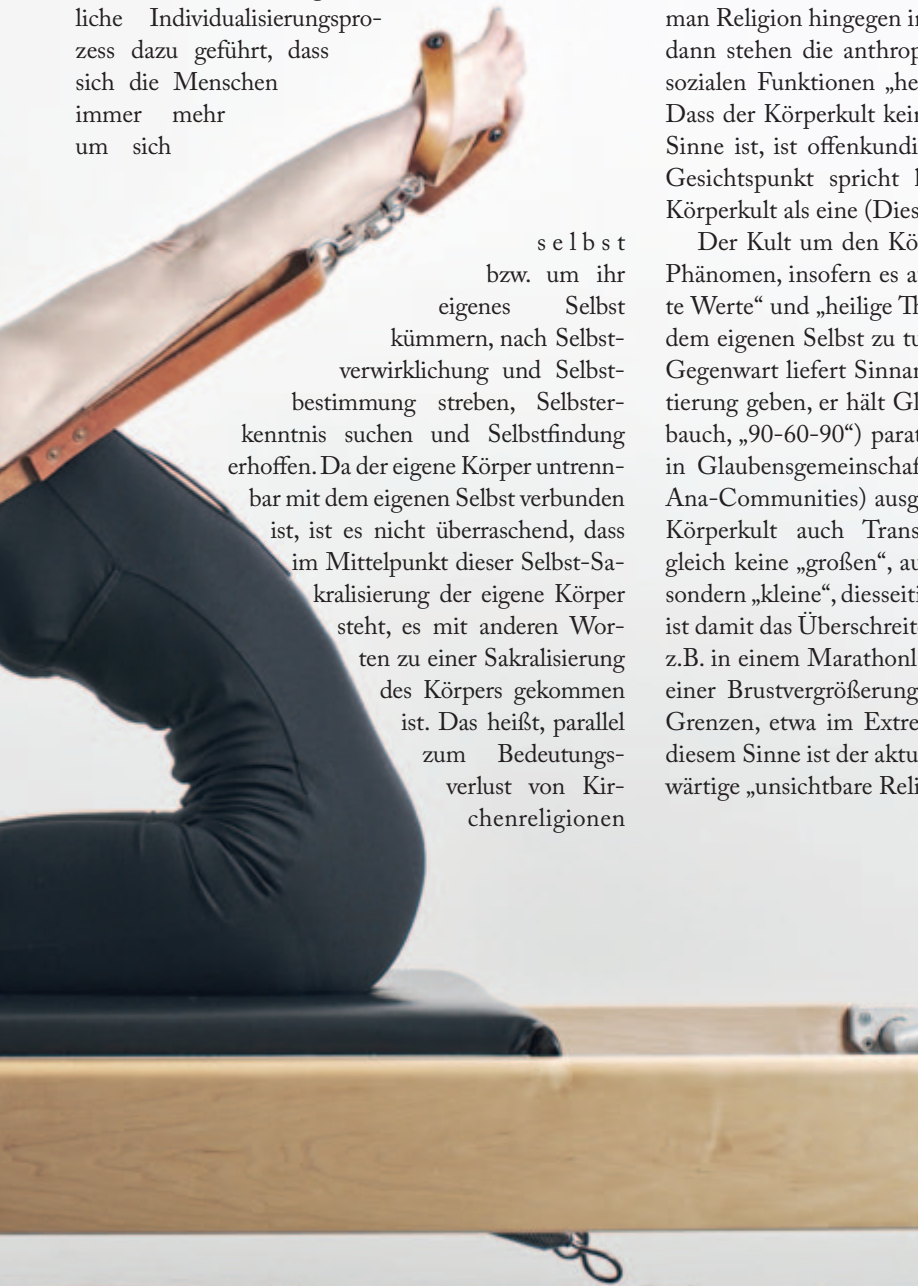 liche Individualisierungspro-
zess dazu geführt, dass
sich die Menschen
immer mehr
um sich
selbst
bzw. um ihr
eigenes Selbst
kümmern, nach Selbst-
verwirklichung und Selbst-
bestimmung streben, Selbster-
kenntnis suchen und Selbstfindung
erhoffen. Da der eigene Körper untrenn-
bar mit dem eigenen Selbst verbunden
ist, ist es nicht überraschend, dass
im Mittelpunkt dieser Selbst-Sa-
kralisierung der eigene Körper
steht, es mit anderen Wor-
ten zu einer Sakralisierung
des Körpers gekommen
ist. Das heißt, parallel
zum Bedeutungs-
verlust von Kir-
chenreligionen
man Religion hingegen in
dann stehen die anthrop
sozialen Funktionen „he
Dass der Körperkult kein
Sinne ist, ist offenkundi
Gesichtspunkt spricht
Körperkult als eine (Dies
Der Kult um den Kö
Phänomen, insofern es a
te Werte“ und „heilige Th
dem eigenen Selbst zu tu
Gegenwart liefert Sinnan
tierung geben, er hält Gl
bauch, „90-60-90“) parat
in Glaubensgemeinschaf
Ana-Communities) ausg
Körperkult auch Trans
gleich keine „großen“, au
sondern „kleine“, diesseiti
ist damit das Überschreit
z.B. in einem Marathonl
einer Brustvergrößerung
Grenzen, etwa im Extre
diesem Sinne ist der aktu
wärtige „unsichtbare Reli